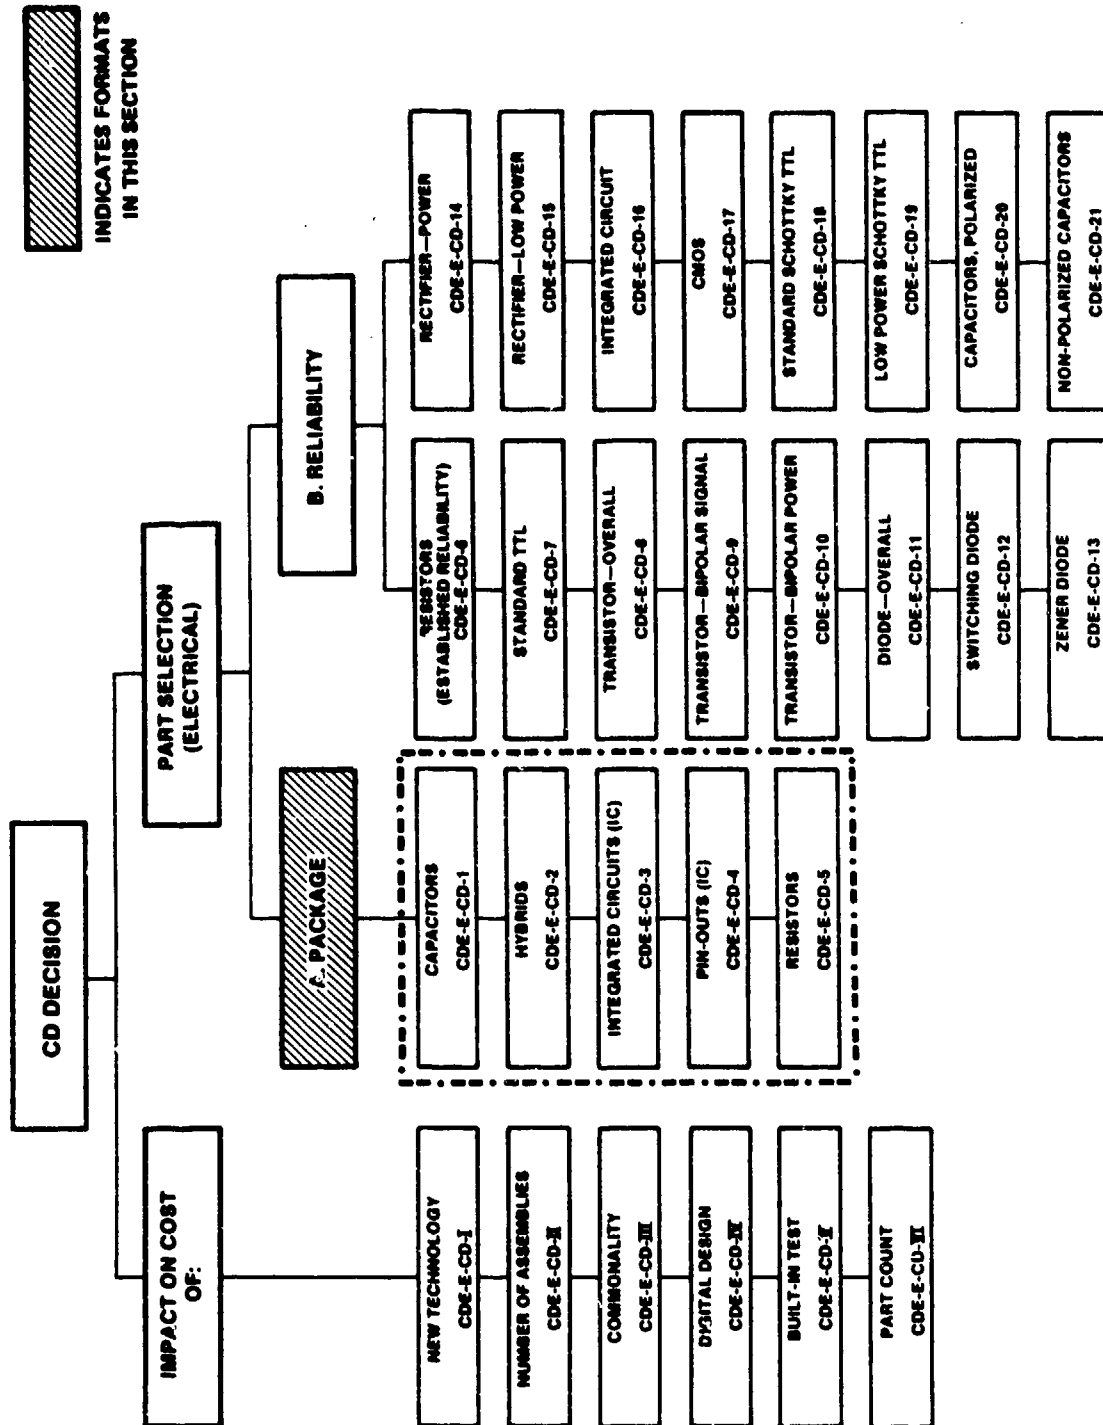 INDICATES FORMATS
IN THIS SECTION
CD DECISION
IMPACT ON COST
OF:
PART SELECTION
(ELECTRICAL)
NEW TECHNOLOGY
CDE-E-CD-I
NUMBER OF ASSEMBLIES
CDE-E-CD-II
COMMONALITY
CDE-E-CD-III
DIGITAL DESIGN
CDE-E-CD-IV
BUILT-IN TEST
CDE-E-CD-V
PART COUNT
CDE-E-CD-VI
A. PACKAGE
CAPACITORS
CDE-E-CD-1
HYBRIDS
CDE-E-CD-2
INTEGRATED CIRCUITS (IC)
CDE-E-CD-3
PIN-OUTS (IC)
CDE-E-CD-4
RESISTORS
CDE-E-CD-5
B. RELIABILITY
RESISTORS
(ESTABLISHED RELIABILITY)
CDE-E-CD-6
STANDARD TTL
CDE-E-CD-7
TRANSISTOR—OVERALL
CDE-E-CD-8
TRANSISTOR—BIPOLAR SIGNAL
CDE-E-CD-9
TRANSISTOR—BIPOLAR POWER
CDE-E-CD-10
DIODE—OVERALL
CDE-E-CD-11
SWITCHING DIODE
CDE-E-CD-12
ZENER DIODE
CDE-E-CD-13
RECTIFIER—POWER
CDE-E-CD-14
RECTIFIER—LOW POWER
CDE-E-CD-15
INTEGRATED CIRCUIT
CDE-E-CD-16
CMOS
CDE-E-CD-17
STANDARD SCHOTTKY TTL
CDE-E-CD-18
LOW POWER SCHOTTKY TTL
CDE-E-CD-19
CAPACITORS, POLARIZED
CDE-E-CD-20
NON-POLARIZED CAPACITORS
CDE-E-CD-21